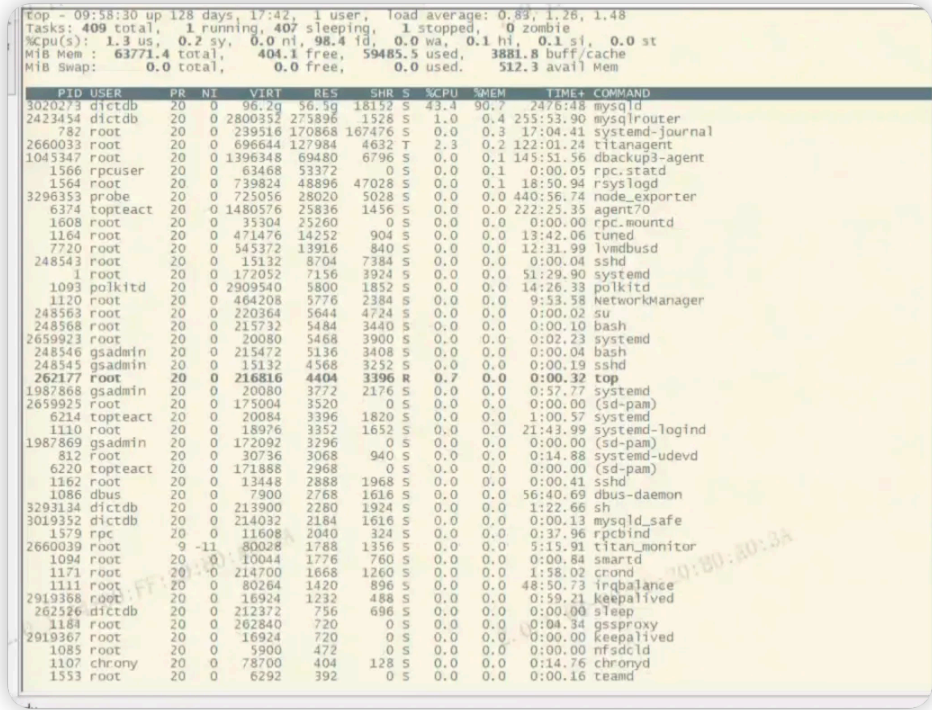 top - 09:58:30 up 128 days, 17:42, 1 user, load average: 0.83, 1.26, 1.48
Tasks: 409 total, 1 running, 407 sleeping, 1 stopped, 0 zombie
%Cpu(s): 1.3 us, 0.2 sy, 0.0 ni, 98.4 id, 0.0 wa, 0.1 hi, 0.1 si, 0.0 st
MiB Mem : 63771.4 total, 404.1 free, 59485.5 used, 3881.8 buff/cache
MiB Swap: 0.0 total, 0.0 free, 0.0 used. 512.3 avail Mem
PID USER PR NI VIRT RES SHR S %CPU %MEM TIME+ COMMAND
3020273 dictdb 20 0 96.2g 56.5g 18152 S 43.4 90.7 2476:48 mysqld
2423454 dictdb 20 0 2800352 275896 1528 S 1.0 0.4 255:53.90 mysqlrouter
782 root 20 0 239516 170868 167476 S 0.0 0.3 17:04.41 systemd-journal
2660033 root 20 0 696644 127984 4632 T 2.3 0.2 122:01.24 titanagent
1045347 root 20 0 1396348 69480 6796 S 0.0 0.1 145:51.56 dbackup3-agent
1566 rpcuser 20 0 63468 53372 0 S 0.0 0.1 0:00.05 rpc.statd
1564 root 20 0 739824 48896 47028 S 0.0 0.1 18:50.94 rsyslogd
3296353 probe 20 0 725056 28020 5028 S 0.0 0.0 440:56.74 node_exporter
6374 topteact 20 0 1480576 25836 1456 S 0.0 0.0 222:25.35 agent70
1608 root 20 0 35304 25260 0 S 0.0 0.0 0:00.00 rpc.mountd
1164 root 20 0 471476 14252 904 S 0.0 0.0 13:42.06 tuned
7720 root 20 0 545372 13916 840 S 0.0 0.0 12:31.99 lvmdbusd
248543 root 20 0 15132 8704 7384 S 0.0 0.0 0:00.04 sshd
1 root 20 0 172052 7156 3924 S 0.0 0.0 51:29.90 systemd
1093 polkitd 20 0 2909540 5800 1852 S 0.0 0.0 14:26.33 polkitd
1120 root 20 0 464208 5776 2384 S 0.0 0.0 9:53.58 NetworkManager
248563 root 20 0 220364 5644 4724 S 0.0 0.0 0:00.02 su
248568 root 20 0 215732 5484 3440 S 0.0 0.0 0:00.10 bash
2659923 root 20 0 20080 5468 3900 S 0.0 0.0 0:02.23 systemd
248546 gsadmin 20 0 215472 5136 3408 S 0.0 0.0 0:00.04 bash
248545 gsadmin 20 0 15132 4568 3252 S 0.0 0.0 0:00.19 sshd
262177 root 20 0 216816 4404 3396 R 0.7 0.0 0:00.32 top
1987868 gsadmin 20 0 20080 3772 2176 S 0.0 0.0 0:57.77 systemd
2659925 root 20 0 175004 3520 0 S 0.0 0.0 0:00.00 (sd-pam)
6214 topteact 20 0 20084 3396 1820 S 0.0 0.0 1:00.57 systemd
1110 root 20 0 18976 3352 1652 S 0.0 0.0 21:43.99 systemd-logind
1987869 gsadmin 20 0 172092 3296 0 S 0.0 0.0 0:00.00 (sd-pam)
812 root 20 0 30736 3068 940 S 0.0 0.0 0:14.88 systemd-udevd
6220 topteact 20 0 171888 2968 0 S 0.0 0.0 0:00.00 (sd-pam)
1162 root 20 0 13448 2888 1968 S 0.0 0.0 0:00.41 sshd
1086 dbus 20 0 7900 2768 1616 S 0.0 0.0 56:40.69 dbus-daemon
3293134 dictdb 20 0 213900 2280 1924 S 0.0 0.0 1:22.66 sh
3019352 dictdb 20 0 214032 2184 1616 S 0.0 0.0 0:00.13 mysqld_safe
1579 rpc 20 0 11608 2040 324 S 0.0 0.0 0:37.96 rpcbind
2660039 root 9 -11 80028 1788 1356 S 0.0 0.0 5:15.91 titan_monitor
1094 root 20 0 10044 1776 760 S 0.0 0.0 0:00.84 smartd
1171 root 20 0 214700 1668 1260 S 0.0 0.0 1:58.02 crond
1111 root 20 0 80264 1420 896 S 0.0 0.0 48:50.73 irqbalance
2919368 root 20 0 16924 1232 488 S 0.0 0.0 0:59.21 keepalived
262526 dictdb 20 0 212372 756 696 S 0.0 0.0 0:00.00 sleep
1184 root 20 0 262840 720 0 S 0.0 0.0 0:04.34 gssproxy
2919367 root 20 0 16924 720 0 S 0.0 0.0 0:00.00 keepalived
1085 root 20 0 5900 472 0 S 0.0 0.0 0:00.00 nfsdcld
1107 chrony 20 0 78700 404 128 S 0.0 0.0 0:14.76 chronyd
1553 root 20 0 6292 392 0 S 0.0 0.0 0:00.16 teamd